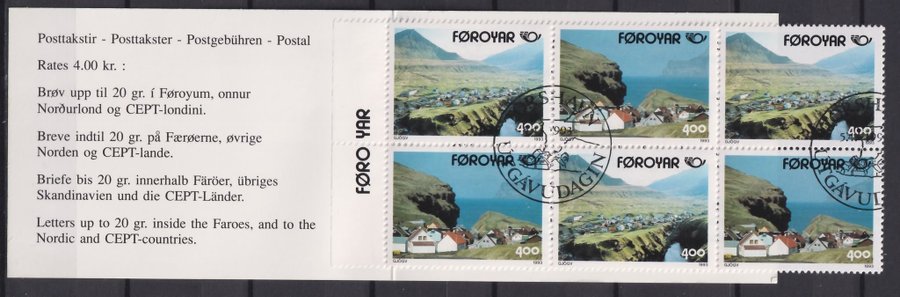 Posttakstir - Posttakster - Postgebühren - Postal
Rates 4.00 kr. :
Brøv upp til 20 gr. í Føroyum, onnur
Norðurlond og CEPT-londini.
Breve indtil 20 gr. på Færøerne, øvrige
Norden og CEPT-lande.
Briefe bis 20 gr. innerhalb Färöer, übriges
Skandinavien und die CEPT-Länder.
Letters up to 20 gr. inside the Faroes, and to the
Nordic and CEPT-countries.
FØROYAR
FØROYAR
FØROYAR
FØROYAR
400
400
400
GJÓGV 1993
ÚTGÁVUDAGIN
ÚTGÁVUDAG
FØROYAR
FØROYAR
FØROYAR
400
400
400
GJÓGV 1993
GJÓGV 1993
GJÓGV 1993